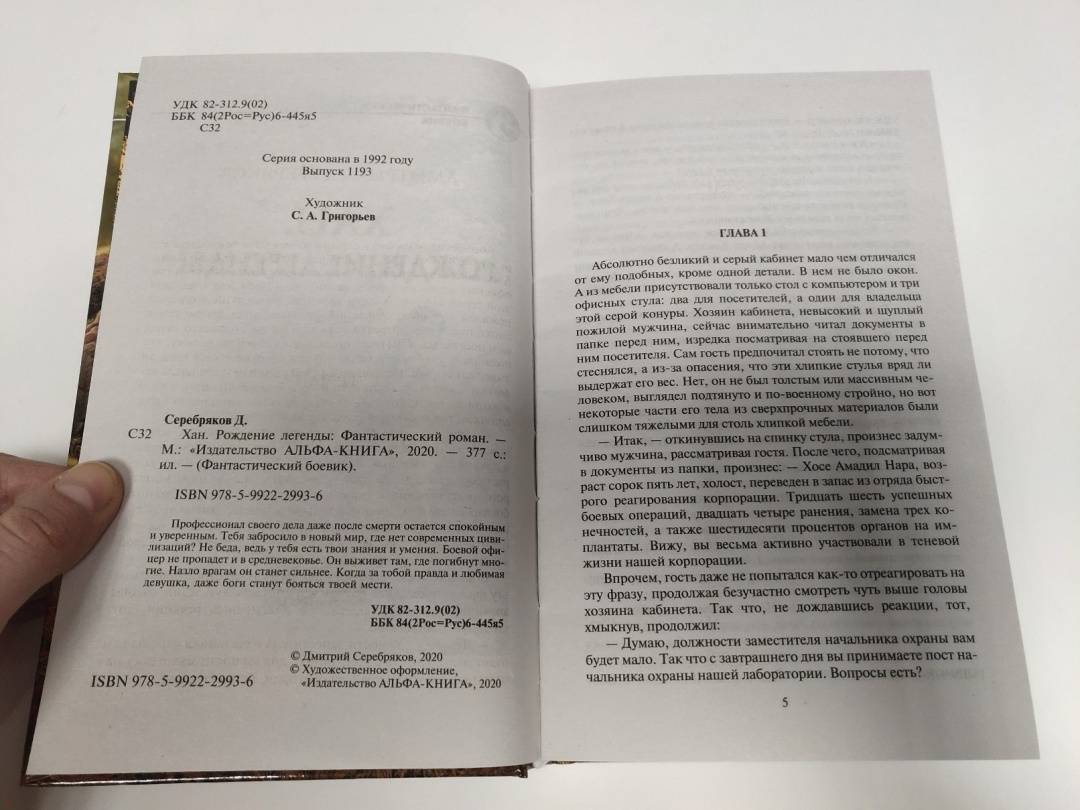 УДК 82-312.9(02)
ББК 84(2Рос=Рус)6-445я5
С32
Серия основана в 1992 году
Выпуск 1193
Художник
С. А. Григорьев
Серебряков Д.
С32 Хан. Рождение легенды: Фантастический роман. —
М.: «Издательство АЛЬФА-КНИГА», 2020. — 377 с.:
ил. — (Фантастический боевик).
ISBN 978-5-9922-2993-6
Профессионал своего дела даже после смерти остается спокойным
и уверенным. Тебя забросило в новый мир, где нет современных циви-
лизаций? Не беда, ведь у тебя есть твои знания и умения. Боевой офи-
цер не пропадет и в средневековье. Он выживет там, где погибнут мно-
гие. Назло врагам он станет сильнее. Когда за тобой правда и любимая
девушка, даже боги станут бояться твоей мести.
УДК 82-312.9(02)
ББК 84(2Рос=Рус)6-445я5
© Дмитрий Серебряков, 2020
© Художественное оформление,
ISBN 978-5-9922-2993-6 «Издательство АЛЬФА-КНИГА», 2020
ГЛАВА 1
Абсолютно безликий и серый кабинет мало чем отличался
от ему подобных, кроме одной детали. В нем не было окон.
А из мебели присутствовали только стол с компьютером и три
офисных стула: два для посетителей, а один для владельца
этой серой конуры. Хозяин кабинета, невысокий и щуплый
пожилой мужчина, сейчас внимательно читал документы в
папке перед ним, изредка посматривая на стоявшего перед
ним посетителя. Сам гость предпочитал стоять не потому, что
стеснялся, а из-за опасения, что эти хлипкие стулья вряд ли
выдержат его вес. Нет, он не был толстым или массивным че-
ловеком, выглядел подтянуто и по-военному стройно, но вот
некоторые части его тела из сверхпрочных материалов были
слишком тяжелыми для столь хлипкой мебели.
— Итак, — откинувшись на спинку стула, произнес задум-
чиво мужчина, рассматривая гостя. После чего, подсматривая
в документы из папки, произнес: — Хосе Амадил Нара, воз-
раст сорок пять лет, холост, переведен в запас из отряда быст-
рого реагирования корпорации. Тридцать шесть успешных
боевых операций, двадцать четыре ранения, замена трех ко-
нечностей, а также шестидесяти процентов органов на им-
плантаты. Вижу, вы весьма активно участвовали в теневой
жизни нашей корпорации.
Впрочем, гость даже не попытался как-то отреагировать на
эту фразу, продолжая безучастно смотреть чуть выше головы
хозяина кабинета. Так что, не дождавшись реакции, тот,
хмыкнув, продолжил:
— Думаю, должности заместителя начальника охраны вам
будет мало. Так что с завтрашнего дня вы принимаете пост на-
чальника охраны нашей лаборатории. Вопросы есть?
5